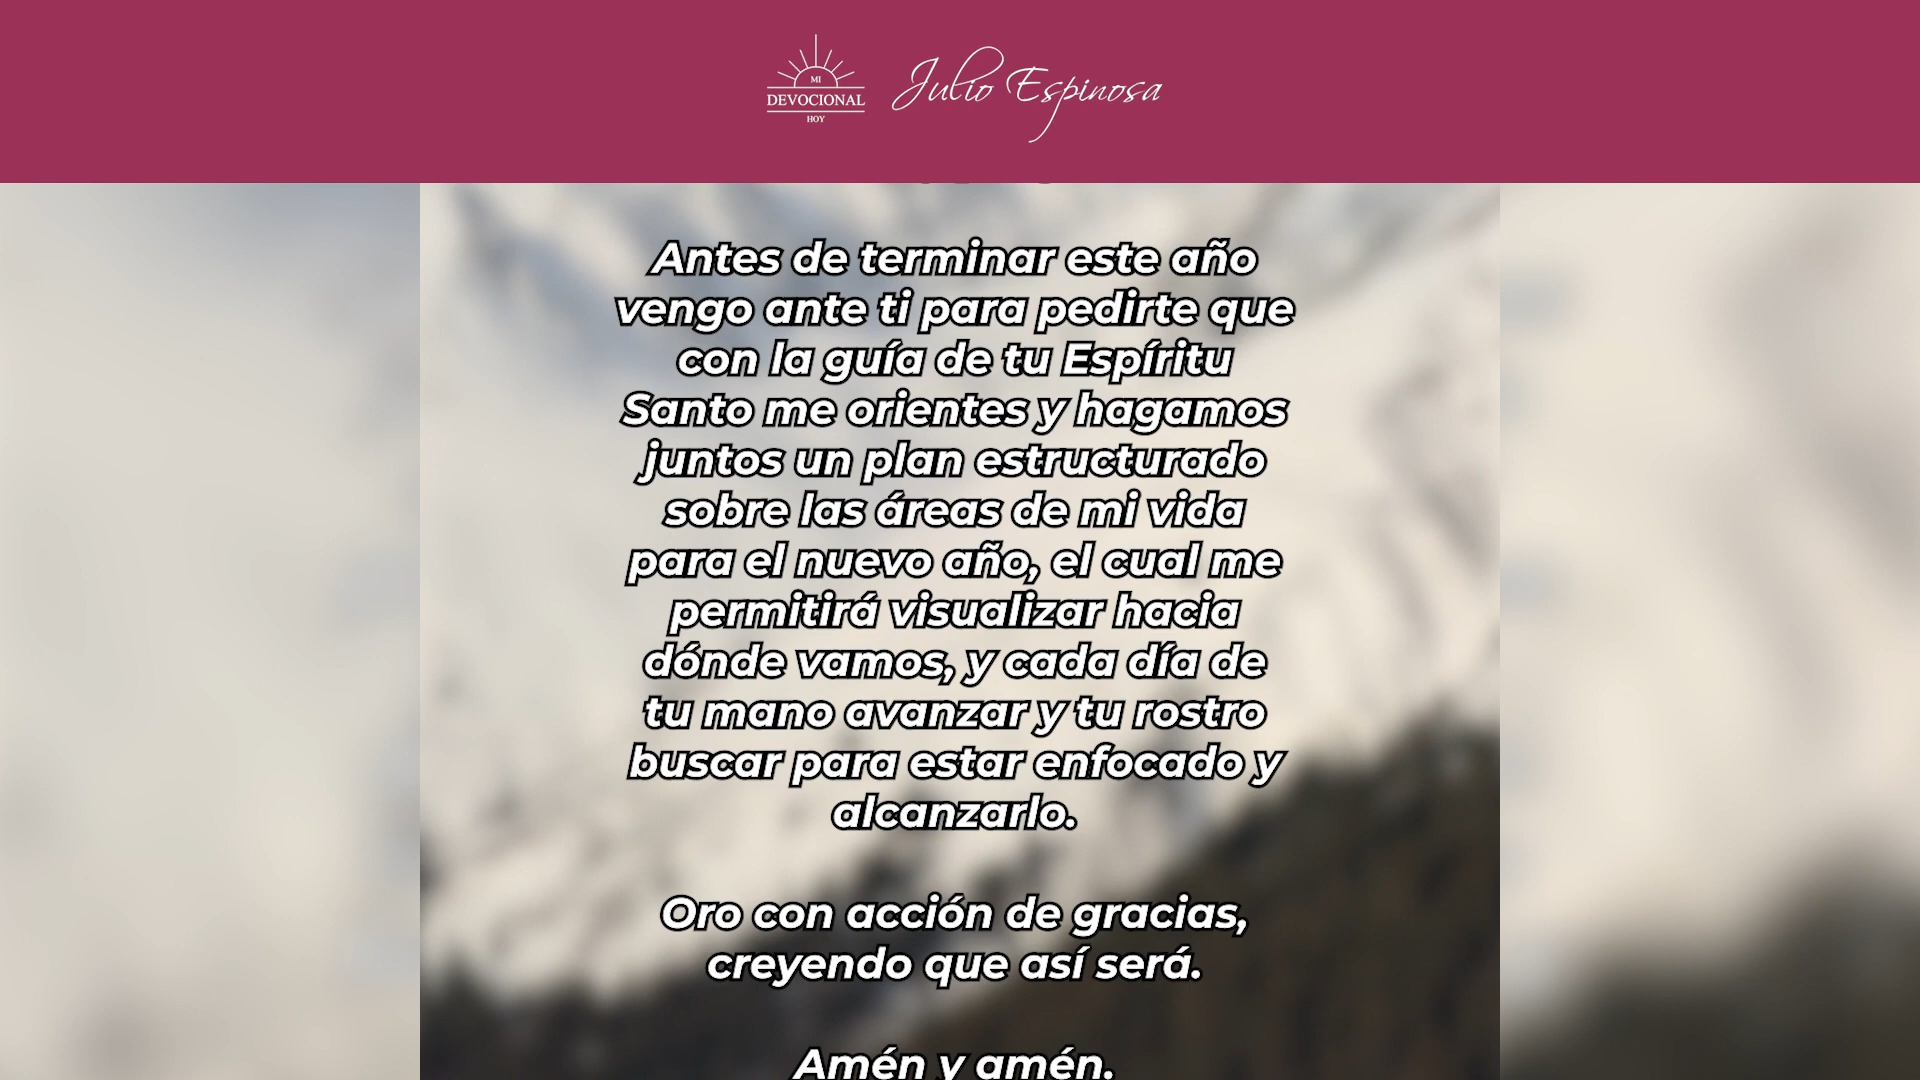 MI
DEVOCIONAL
HOY
Julio Espinosa
Antes de terminar este año
vengo ante ti para pedirte que
con la guía de tu Espíritu
Santo me orientes y hagamos
juntos un plan estructurado
sobre las áreas de mi vida
para el nuevo año, el cual me
permitirá visualizar hacia
dónde vamos, y cada día de
tu mano avanzar y tu rostro
buscar para estar enfocado y
alcanzarlo.
Oro con acción de gracias,
creyendo que así será.
Amén y amén.